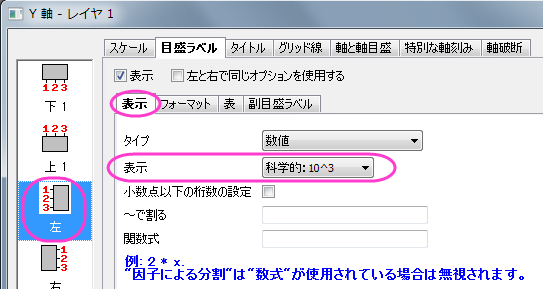 Y 軸 - レイヤ 1
スケール 目盛ラベル タイトル グリッド線 軸と軸目盛 特別な軸刻み 軸破断
表示 左と右で同じオプションを使用する
表示 フォーマット 表 副目盛ラベル
1 2 3
下 1
1 2 3
上 1
1
2
3
左
1
2
3
右
タイプ 数値
表示 科学的: 10^3
小数点以下の桁数の設定
～で割る
関数式
例: 2 * x.
"因子による分割"は"数式"が使用されている場合は無視されます。